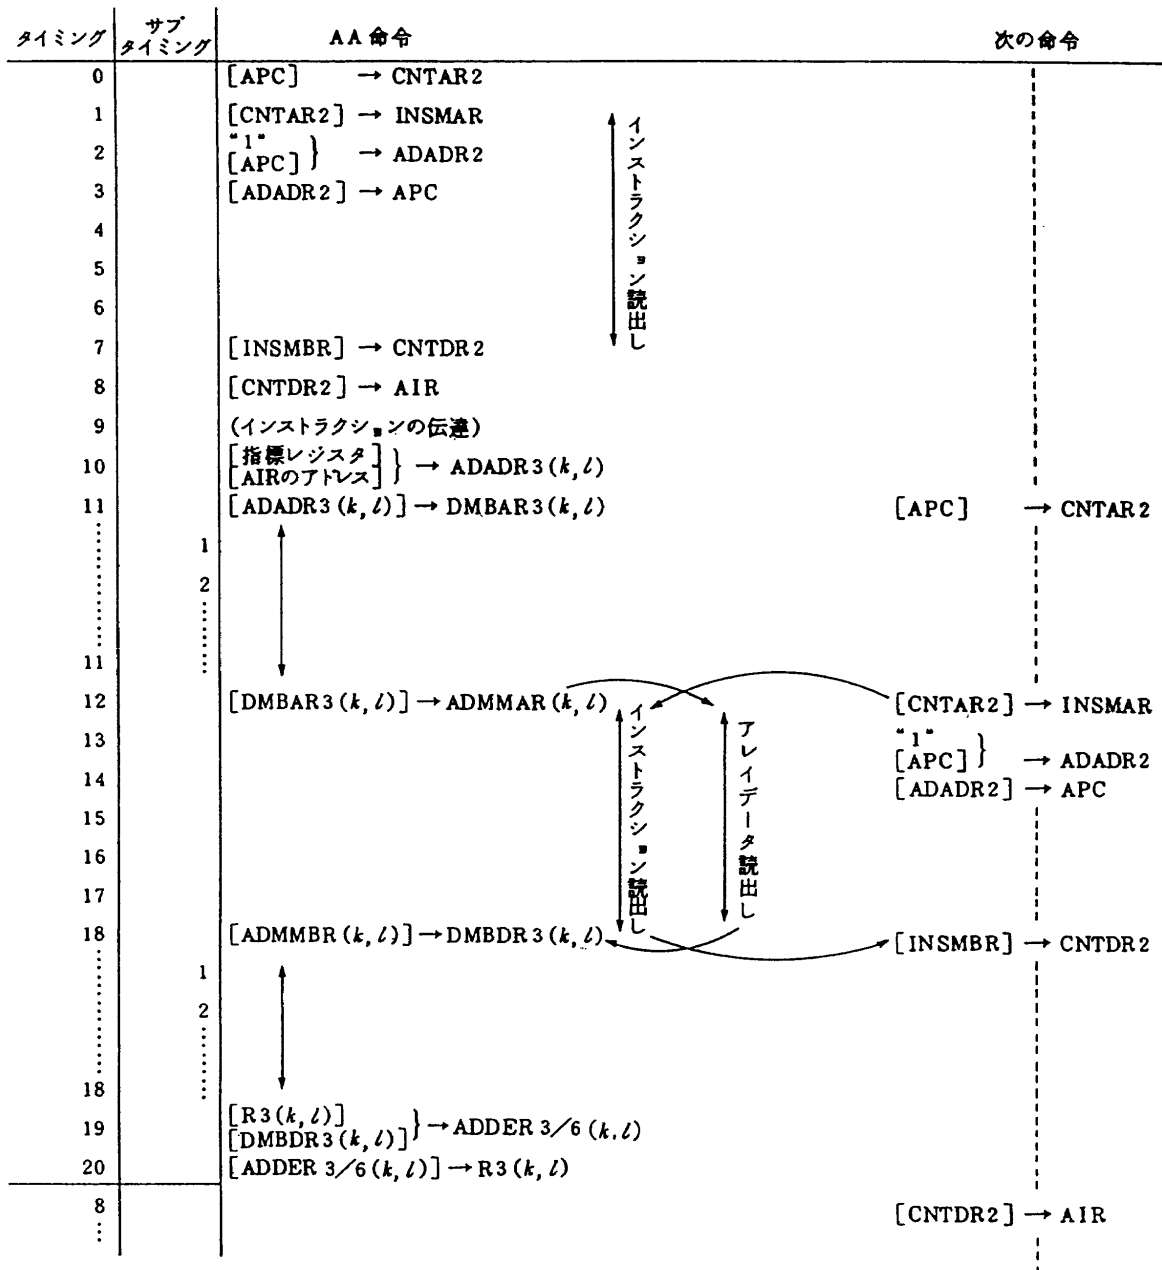 タイミング サブタイミング AA命令 次の命令
0 [APC] → CNTAR2
1 [CNTAR2] → INSMAR
2 "1" [APC] } → ADADR2
3 [ADADR2] → APC
4
5
6
インストラクション読出し
7 [INSMBR] → CNTDR2
8 [CNTDR2] → AIR
9 (インストラクションの伝達)
10 [指標レジスタ] [AIRのアドレス] } → ADADR3(k,l)
11 [ADADR3(k,l)] → DMBAR3(k,l) [APC] → CNTAR2
1
2
11
12 [DMBAR3(k,l)] → ADMMAR(k,l) [CNTAR2] → INSMAR
13 "1" [APC] } → ADADR2
14 [ADADR2] → APC
15
16
17
インストラクション読出し
アレイデータ読出し
18 [ADMMBR(k,l)] → DMBDR3(k,l) [INSMBR] → CNTDR2
1
2
18
19 [R3(k,l)] [DMBDR3(k,l)] } → ADDER 3/6(k,l)
20 [ADDER 3/6(k,l)] → R3(k,l)
8 [CNTDR2] → AIR